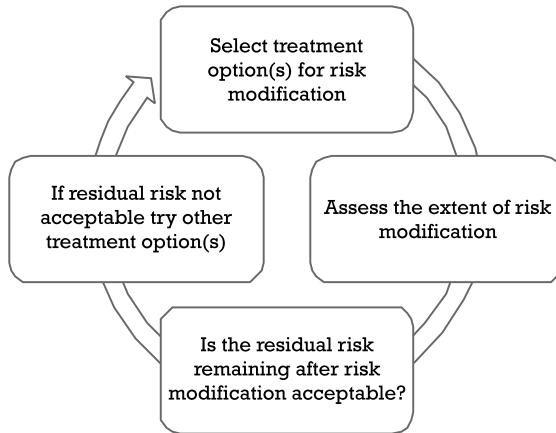 Select treatment
option(s) for risk
modification
Assess the extent of risk
modification
Is the residual risk
remaining after risk
modification acceptable?
If residual risk not
acceptable try other
treatment option(s)